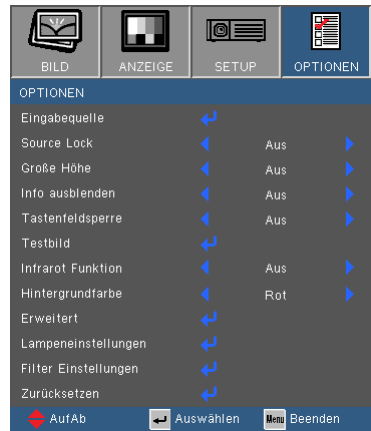 BILD ANZEIGE SETUP OPTIONEN
OPTIONEN
Eingabequelle
Source Lock Aus
Große Höhe Aus
Info ausblenden Aus
Tastenfeldsperre Aus
Testbild
Infrarot Funktion Aus
Hintergrundfarbe Rot
Erweitert
Lampeneinstellungen
Filter Einstellungen
Zurücksetzen
AufAb Auswählen Menu Beenden